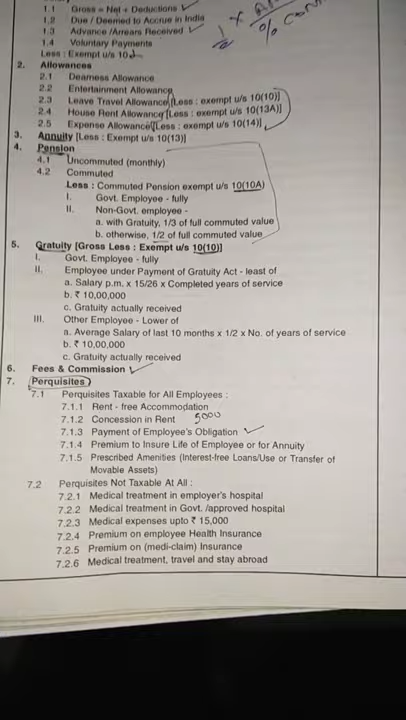 1.1 Gross = Net + Deductions
1.2 Due / Deemed to Accrue in India
1.3 Advance /Arrears Received
1.4 Voluntary Payments
Less : Exempt u/s 10
2. Allowances
2.1 Dearness Allowance
2.2 Entertainment Allowance
2.3 Leave Travel Allowance [Less : exempt u/s 10(10)]
2.4 House Rent Allowance [Less : exempt u/s 10(13A)]
2.5 Expense Allowance [Less : exempt u/s 10(14)]
3. Annuity [Less : Exempt u/s 10(13)]
4. Pension
4.1 Uncommuted (monthly)
4.2 Commuted
Less : Commuted Pension exempt u/s 10(10A)
I. Govt. Employee - fully
II. Non-Govt. employee -
a. with Gratuity, 1/3 of full commuted value
b. otherwise, 1/2 of full commuted value
5. Gratuity [Gross Less : Exempt u/s 10(10)]
I. Govt. Employee - fully
II. Employee under Payment of Gratuity Act - least of
a. Salary p.m. x 15/26 x Completed years of service
b. ₹ 10,00,000
c. Gratuity actually received
III. Other Employee - Lower of
a. Average Salary of last 10 months x 1/2 x No. of years of service
b. ₹ 10,00,000
c. Gratuity actually received
6. Fees & Commission
7. Perquisites
7.1 Perquisites Taxable for All Employees :
7.1.1 Rent - free Accommodation
7.1.2 Concession in Rent 5000
7.1.3 Payment of Employee's Obligation
7.1.4 Premium to Insure Life of Employee or for Annuity
7.1.5 Prescribed Amenities (Interest-free Loans/Use or Transfer of
Movable Assets)
7.2 Perquisites Not Taxable At All :
7.2.1 Medical treatment in employer's hospital
7.2.2 Medical treatment in Govt. /approved hospital
7.2.3 Medical expenses upto ₹ 15,000
7.2.4 Premium on employee Health Insurance
7.2.5 Premium on (medi-claim) Insurance
7.2.6 Medical treatment, travel and stay abroad